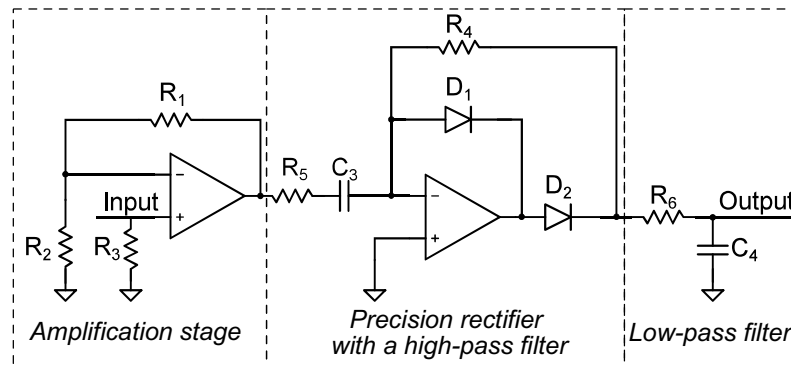 R4
R1
D1
R5
C3
D2
R6
Input
Output
−
+
−
+
R2
R3
C4
Amplification stage
Precision rectifier
with a high-pass filter
Low-pass filter